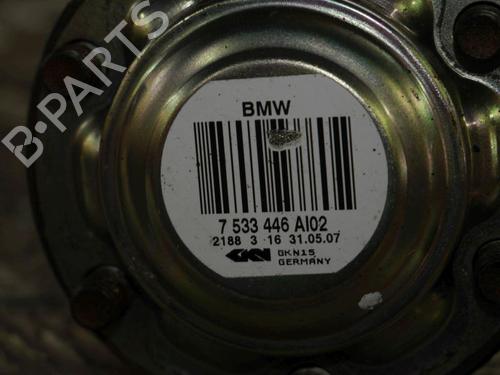 B·PARTS
BMW
7 533 446 AI02
2188 3 16 31.05.07
GKN GKN15
GERMANY